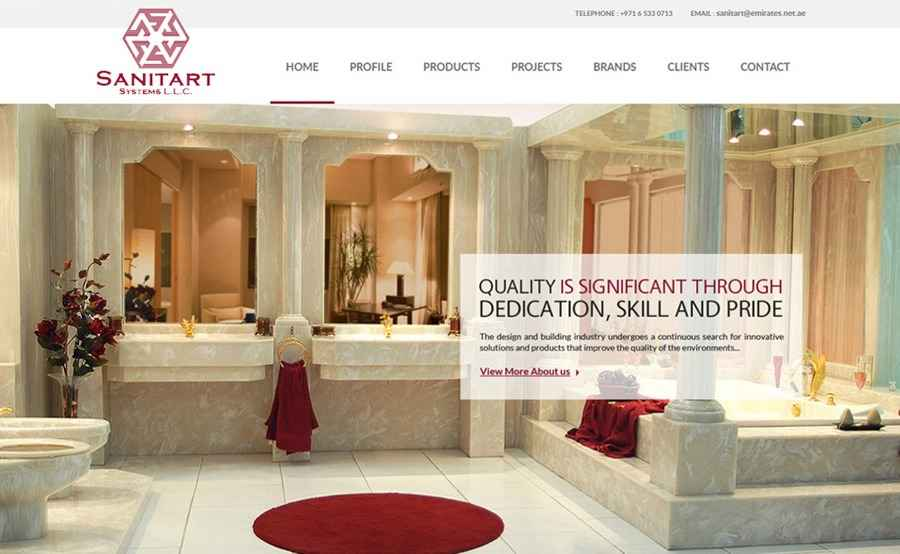 TELEPHONE : +971 6 533 0713 EMAIL : sanitart@emirates.net.ae
SANITART
SYSTEMS L.L.C.
HOME PROFILE PRODUCTS PROJECTS BRANDS CLIENTS CONTACT
QUALITY IS SIGNIFICANT THROUGH
DEDICATION, SKILL AND PRIDE
The design and building industry undergoes a continuous search for innovative
solutions and products that improve the quality of the environments...
View More About us